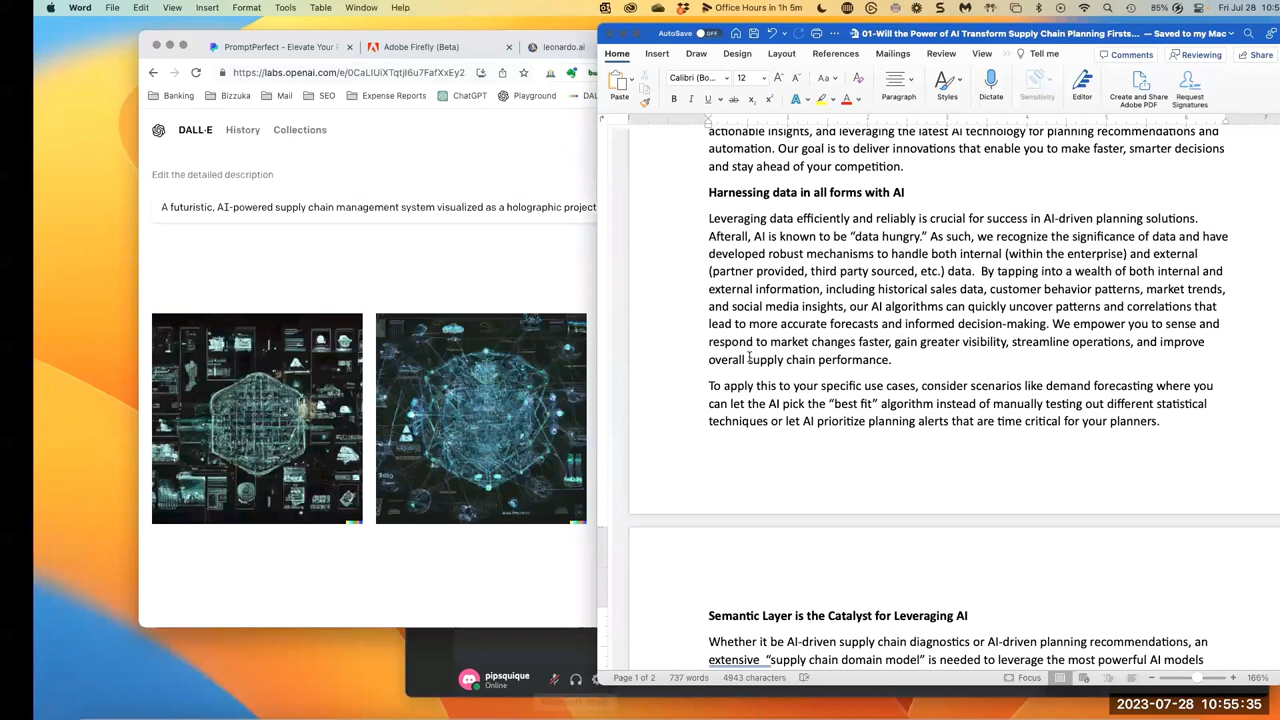 Word File Edit View Insert Format Tools Table Window Help
Office Hours in 1h 5m 85% Fri Jul 28
PromptPerfect - Elevate Your
Adobe Firefly (Beta)
leonardo.ai
AutoSave OFF
01-Will the Power of AI Transform Supply Chain Planning Firsts... — Saved to my Mac
Home Insert Draw Design Layout References Mailings Review View Tell me Comments Reviewing Share
Banking Bizzuka Mail SEO Expense Reports ChatGPT Playground
Calibri (Bo... 12
Paste Paragraph Styles Dictate Sensitivity Editor Create and Share Adobe PDF Request Signatures
DALL·E History Collections
Edit the detailed description
A futuristic, AI-powered supply chain management system visualized as a holographic project
actionable insights, and leveraging the latest AI technology for planning recommendations and
automation. Our goal is to deliver innovations that enable you to make faster, smarter decisions
and stay ahead of your competition.
Harnessing data in all forms with AI
Leveraging data efficiently and reliably is crucial for success in AI-driven planning solutions.
Afterall, AI is known to be “data hungry.” As such, we recognize the significance of data and have
developed robust mechanisms to handle both internal (within the enterprise) and external
(partner provided, third party sourced, etc.) data. By tapping into a wealth of both internal and
external information, including historical sales data, customer behavior patterns, market trends,
and social media insights, our AI algorithms can quickly uncover patterns and correlations that
lead to more accurate forecasts and informed decision-making. We empower you to sense and
respond to market changes faster, gain greater visibility, streamline operations, and improve
overall supply chain performance.
To apply this to your specific use cases, consider scenarios like demand forecasting where you
can let the AI pick the “best fit” algorithm instead of manually testing out different statistical
techniques or let AI prioritize planning alerts that are time critical for your planners.
Semantic Layer is the Catalyst for Leveraging AI
Whether it be AI-driven supply chain diagnostics or AI-driven planning recommendations, an
extensive “supply chain domain model” is needed to leverage the most powerful AI models
pipsquique
Online
Page 1 of 2 737 words 4943 characters Focus 166%
2023-07-28 10:55:35